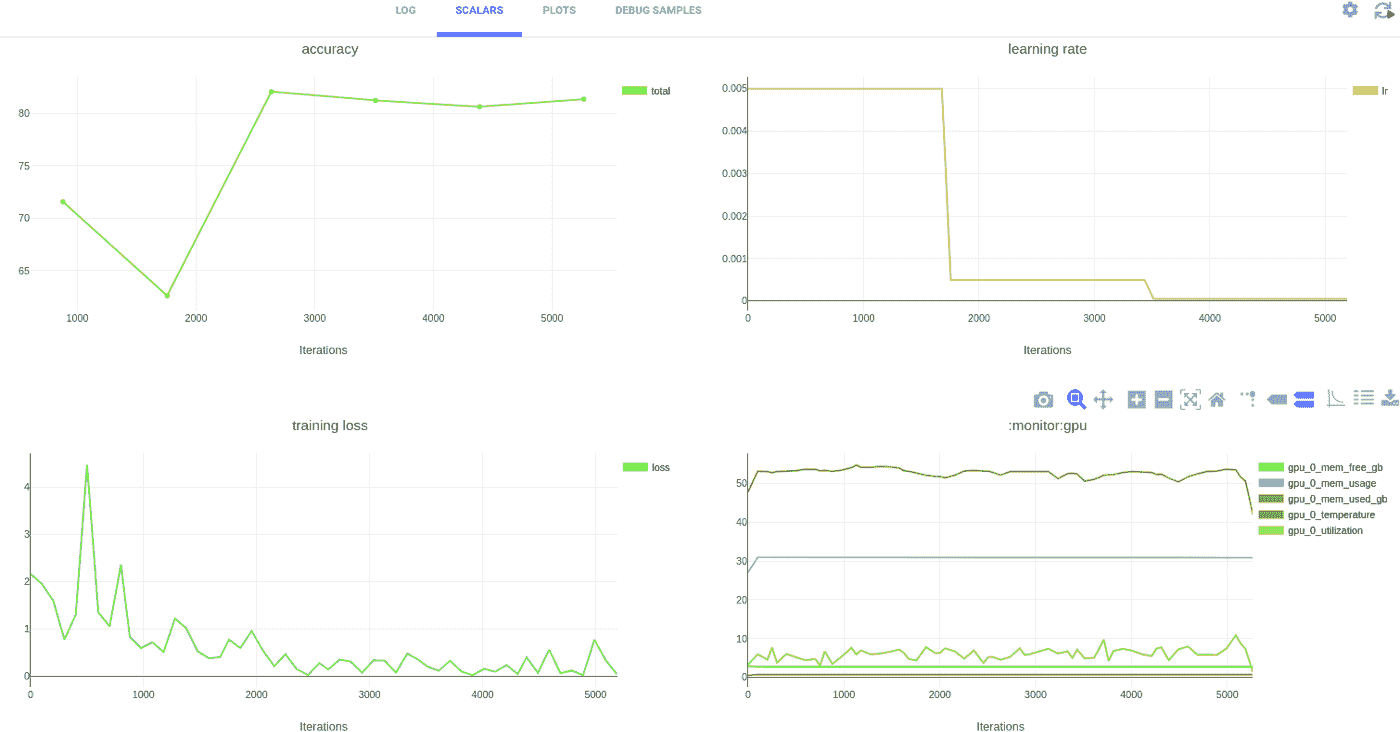 LOG SCALARS PLOTS DEBUG SAMPLES
accuracy
total
80
75
70
65
1000 2000 3000 4000 5000
Iterations
learning rate
lr
0.005
0.004
0.003
0.002
0.001
0
0 1000 2000 3000 4000 5000
Iterations
training loss
loss
4
3
2
1
0
0 1000 2000 3000 4000 5000
Iterations
:monitor:gpu
gpu_0_mem_free_gb
gpu_0_mem_usage
gpu_0_mem_used_gb
gpu_0_temperature
gpu_0_utilization
50
40
30
20
10
0
0 1000 2000 3000 4000 5000
Iterations